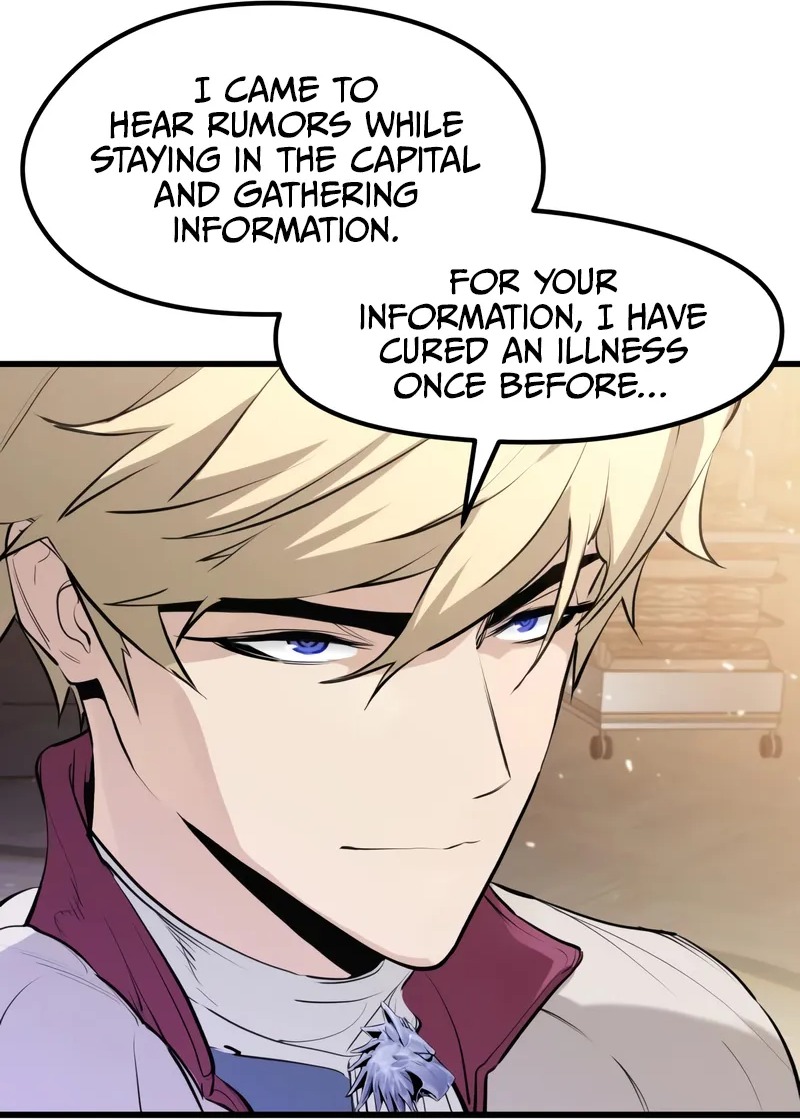 I CAME TO
HEAR RUMORS WHILE
STAYING IN THE CAPITAL
AND GATHERING
INFORMATION.
FOR YOUR
INFORMATION, I HAVE
CURED AN ILLNESS
ONCE BEFORE...